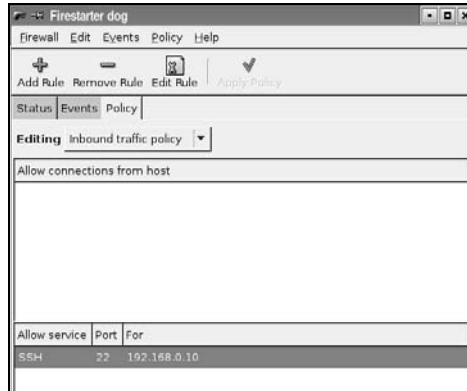 Firestarter dog
Firewall Edit Events Policy Help
Add Rule Remove Rule Edit Rule Apply Policy
Status Events Policy
Editing Inbound traffic policy
Allow connections from host
Allow service Port For
SSH 22 192.168.0.10